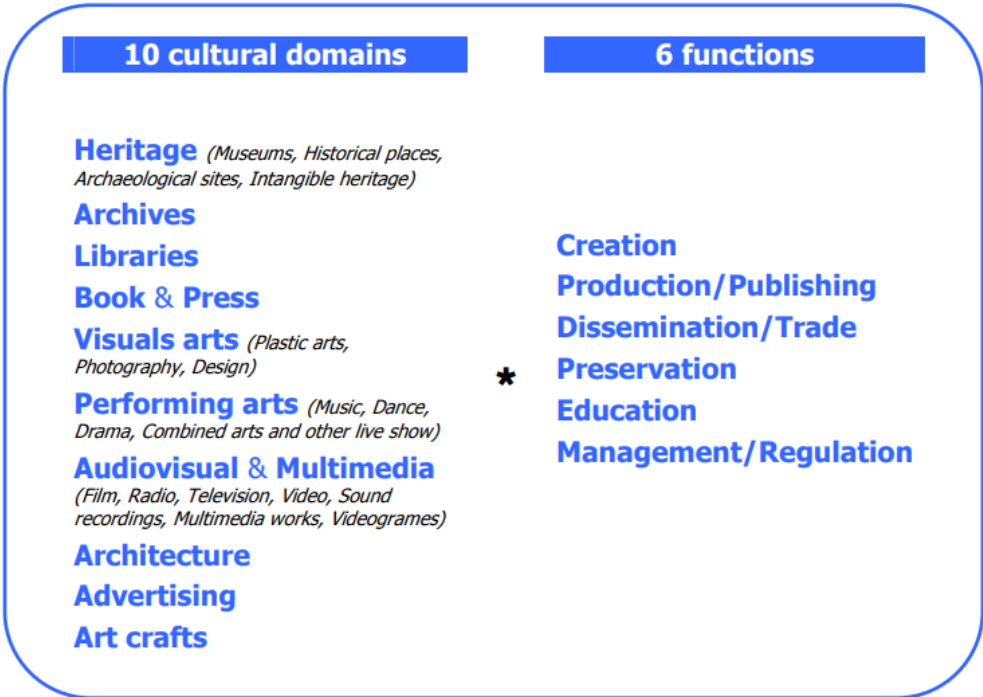 10 cultural domains
Heritage (Museums, Historical places,
Archaeological sites, Intangible heritage)
Archives
Libraries
Book & Press
Visuals arts (Plastic arts,
Photography, Design)
Performing arts (Music, Dance,
Drama, Combined arts and other live show)
Audiovisual & Multimedia
(Film, Radio, Television, Video, Sound
recordings, Multimedia works, Videogrames)
Architecture
Advertising
Art crafts
*
6 functions
Creation
Production/Publishing
Dissemination/Trade
Preservation
Education
Management/Regulation